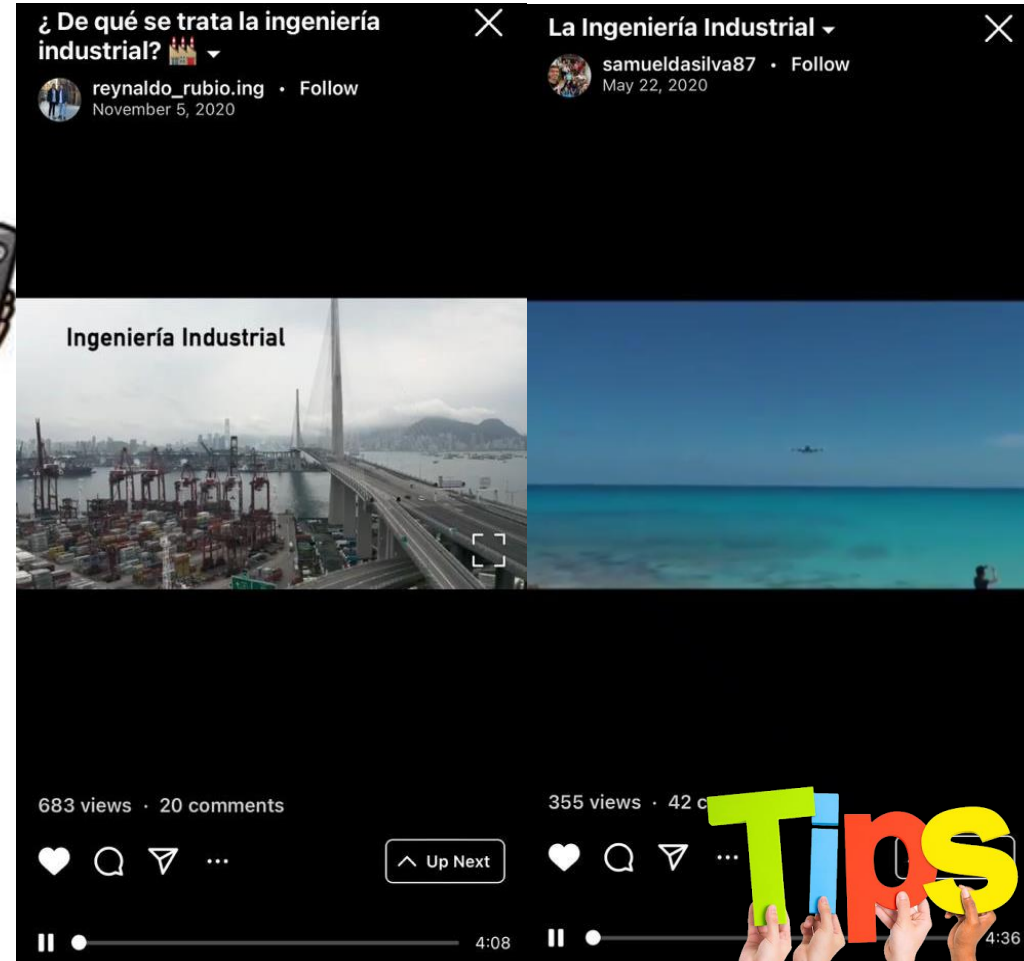 ¿ De qué se trata la ingeniería
industrial? 🏭 ▾
reynaldo_rubio.ing • Follow
November 5, 2020
Ingeniería Industrial
683 views · 20 comments
Up Next
4:08
La Ingeniería Industrial ▾
samueldasilva87 • Follow
May 22, 2020
355 views · 42 c
Tips
4:36